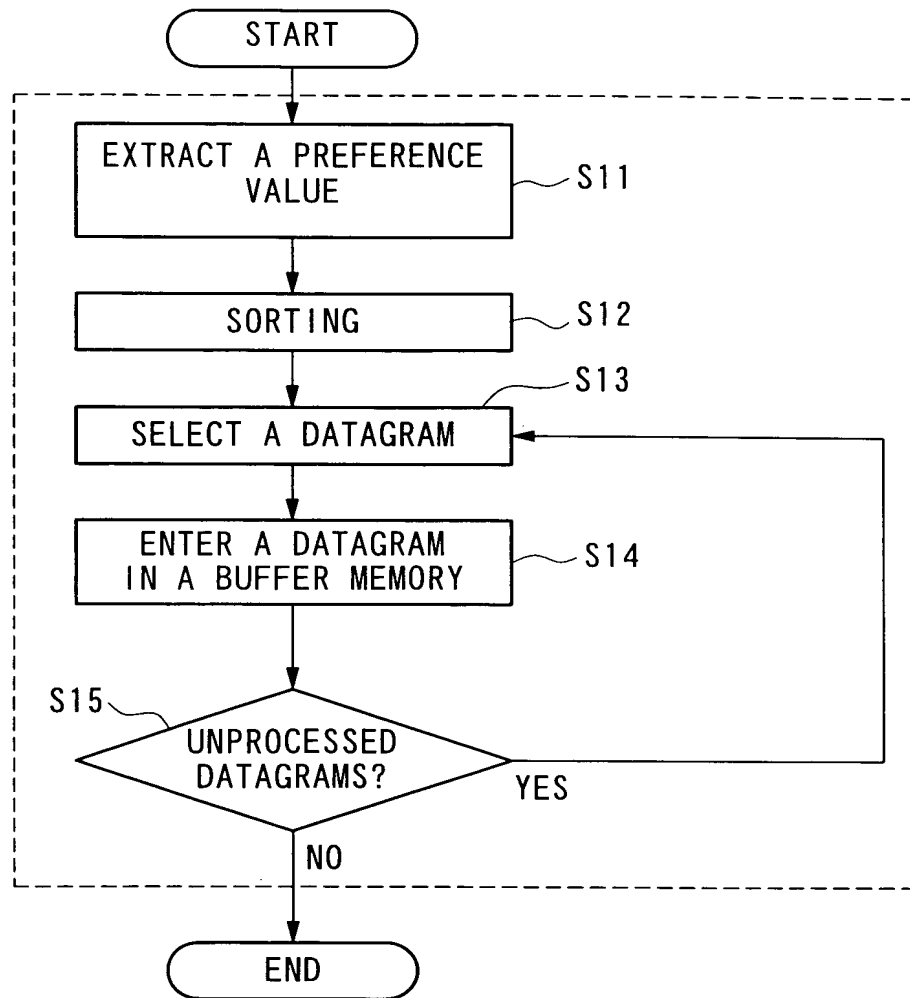 START
EXTRACT A PREFERENCE
VALUE
S11
SORTING
S12
S13
SELECT A DATAGRAM
ENTER A DATAGRAM
IN A BUFFER MEMORY
S14
S15
UNPROCESSED
DATAGRAMS?
YES
NO
END